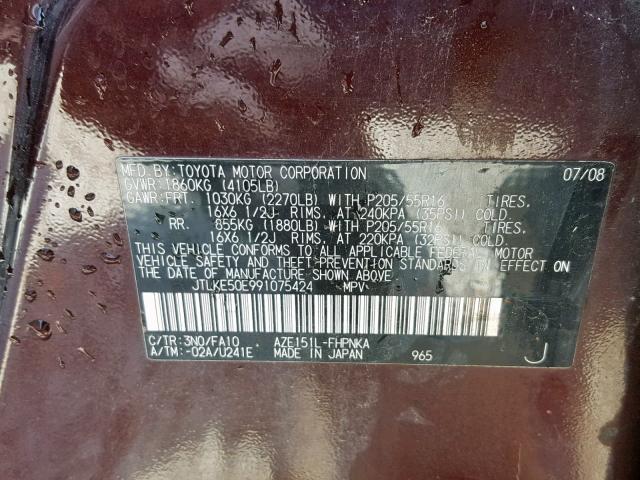 MFD.BY:TOYOTA MOTOR CORPORATION 07/08
GVWR:1860KG (4105LB)
GAWR:FRT. 1030KG (2270LB) WITH P205/55R16 TIRES,
16X6 1/2J RIMS, AT 240KPA (35PSI) COLD.
RR. 855KG (1880LB) WITH P205/55R16 TIRES,
16X6 1/2J RIMS, AT 220KPA (32PSI) COLD.
THIS VEHICLE CONFORMS TO ALL APPLICABLE FEDERAL MOTOR
VEHICLE SAFETY AND THEFT PREVENTION STANDARDS IN EFFECT ON
THE DATE OF MANUFACTURE SHOWN ABOVE.
JTLKE50E991075424 MPV
C/TR:3N0/FA10 AZE151L-FHPNKA
A/TM:-02A/U241E MADE IN JAPAN 965 J